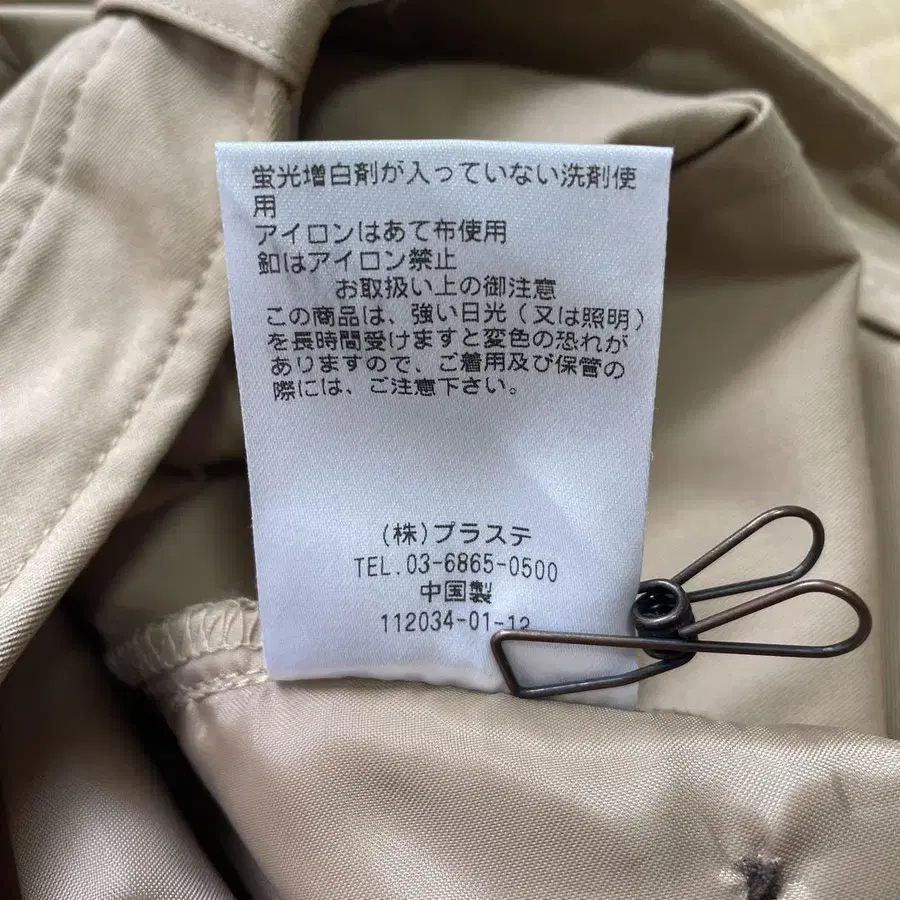 蛍光増白剤が入っていない洗剤使
用
アイロンはあて布使用
釦はアイロン禁止
お取扱い上の御注意
この商品は、強い日光(又は照明)
を長時間受けますと変色の恐れが
ありますので、ご着用及び保管の
際には、ご注意下さい。
(株)プラステ
TEL.03-6865-0500
中国製
112034-01-12